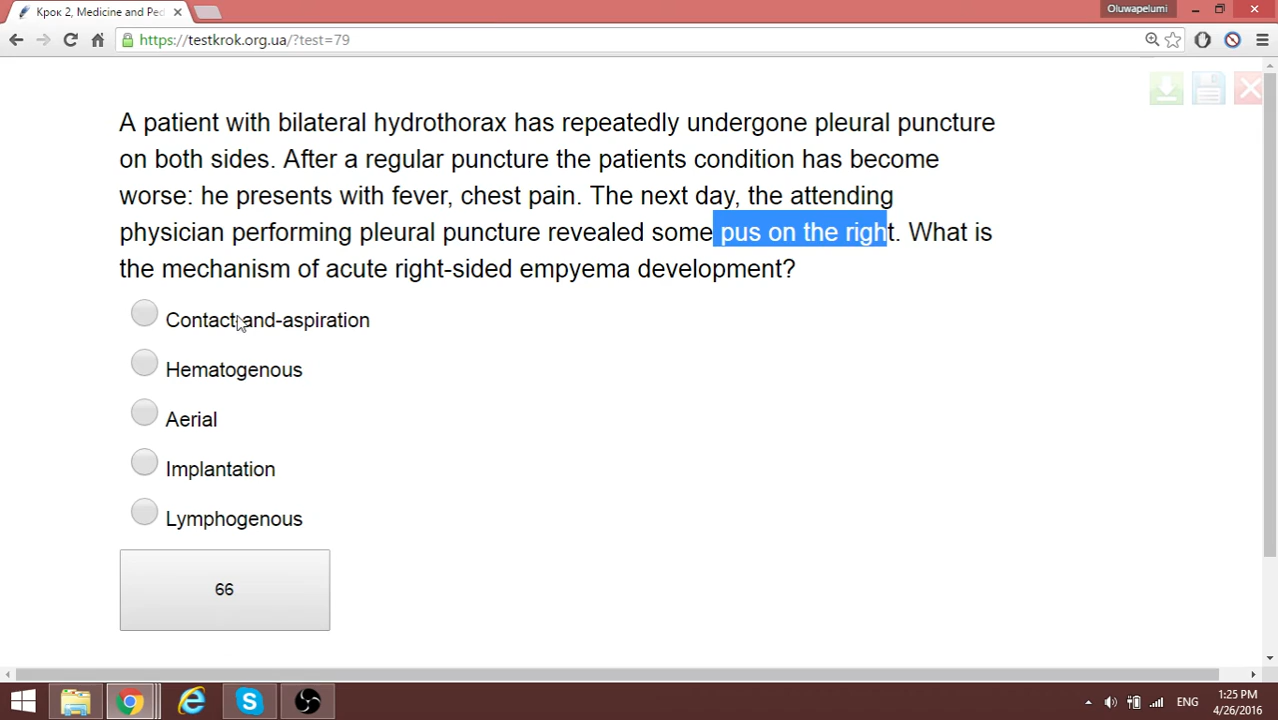 Крок 2, Medicine and Ped
Oluwapelumi
https://testkrok.org.ua/?test=79
A patient with bilateral hydrothorax has repeatedly undergone pleural puncture
on both sides. After a regular puncture the patients condition has become
worse: he presents with fever, chest pain. The next day, the attending
physician performing pleural puncture revealed some pus on the right. What is
the mechanism of acute right-sided empyema development?
Contact-and-aspiration
Hematogenous
Aerial
Implantation
Lymphogenous
66
ENG
1:25 PM
4/26/2016